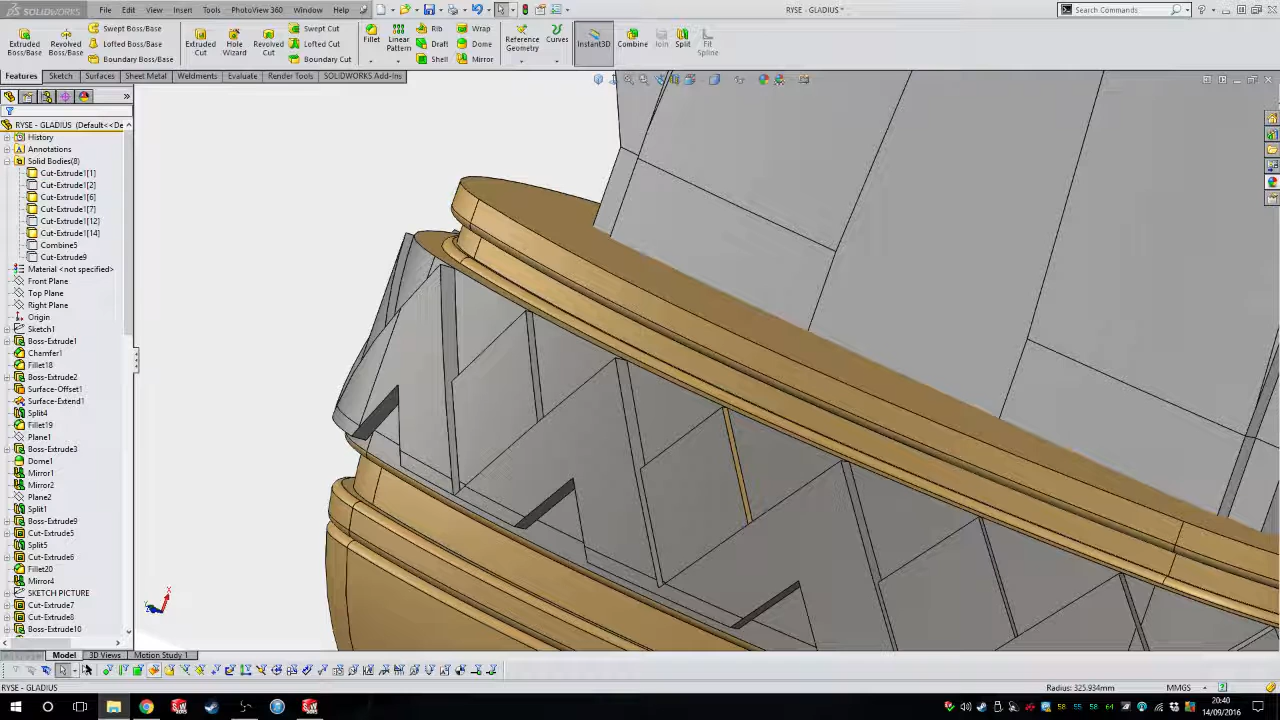 SOLIDWORKS File Edit View Insert Tools PhotoView 360 Window Help RYSE - GLADIUS * Search Commands
Extruded Boss/Base Revolved Boss/Base Swept Boss/Base Lofted Boss/Base Boundary Boss/Base Extruded Cut Hole Wizard Revolved Cut Swept Cut Lofted Cut Boundary Cut Fillet Linear Pattern Rib Draft Shell Wrap Dome Mirror Reference Geometry Curves Instant3D Combine Join Split Fit Spline
Features Sketch Surfaces Sheet Metal Weldments Evaluate Render Tools SOLIDWORKS Add-Ins
RYSE - GLADIUS (Default<<De
History
Annotations
Solid Bodies(8)
Cut-Extrude1[1]
Cut-Extrude1[2]
Cut-Extrude1[6]
Cut-Extrude1[7]
Cut-Extrude1[12]
Cut-Extrude1[14]
Combine5
Cut-Extrude9
Material <not specified>
Front Plane
Top Plane
Right Plane
Origin
Sketch1
Boss-Extrude1
Chamfer1
Fillet18
Boss-Extrude2
Surface-Offset1
Surface-Extend1
Split4
Fillet19
Plane1
Boss-Extrude3
Dome1
Mirror1
Mirror2
Plane2
Split1
Boss-Extrude9
Cut-Extrude5
Split5
Cut-Extrude6
Fillet20
Mirror4
SKETCH PICTURE
Cut-Extrude7
Cut-Extrude8
Boss-Extrude10
Model 3D Views Motion Study 1
RYSE - GLADIUS Radius: 325.934mm MMGS
20:40
14/09/2016